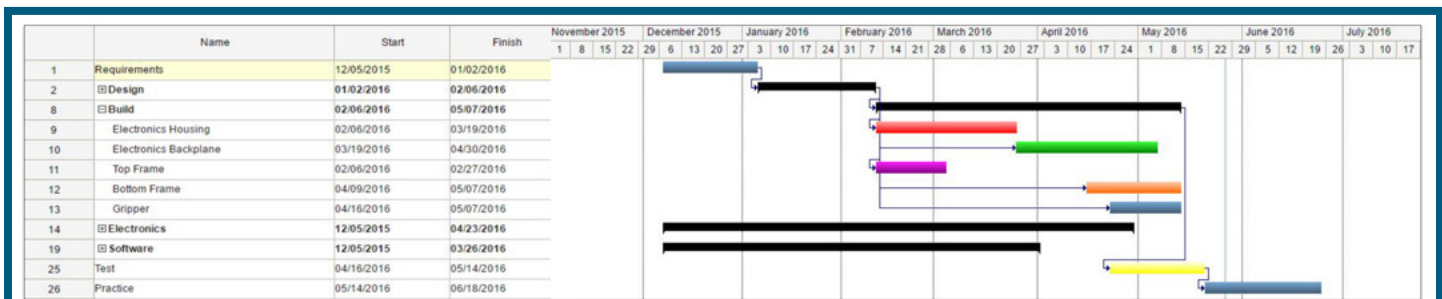 Name Start Finish November 2015 December 2015 January 2016 February 2016 March 2016 April 2016 May 2016 June 2016 July 2016
1 8 15 22 29 6 13 20 27 3 10 17 24 31 7 14 21 28 6 13 20 27 3 10 17 24 1 8 15 22 29 5 12 19 26 3 10 17
1 Requirements 12/05/2015 01/02/2016
2 Design 01/02/2016 02/06/2016
8 Build 02/06/2016 05/07/2016
9 Electronics Housing 02/06/2016 03/19/2016
10 Electronics Backplane 03/19/2016 04/30/2016
11 Top Frame 02/06/2016 02/27/2016
12 Bottom Frame 04/09/2016 05/07/2016
13 Gripper 04/16/2016 05/07/2016
14 Electronics 12/05/2015 04/23/2016
19 Software 12/05/2015 03/26/2016
25 Test 04/16/2016 05/14/2016
26 Practice 05/14/2016 06/18/2016